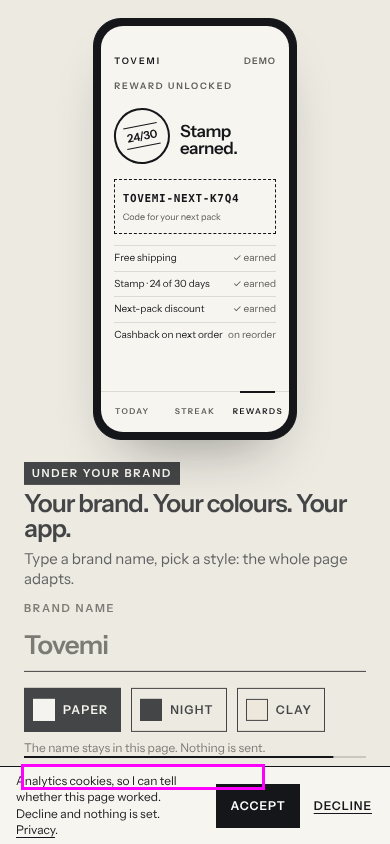 TOVEMI DEMO
REWARD UNLOCKED
24/30
Stamp
earned.
TOVEMI-NEXT-K7Q4
Code for your next pack
Free shipping ✓ earned
Stamp · 24 of 30 days ✓ earned
Next-pack discount ✓ earned
Cashback on next order on reorder
TODAY STREAK REWARDS
UNDER YOUR BRAND
Your brand. Your colours. Your
app.
Type a brand name, pick a style: the whole page
adapts.
BRAND NAME
Tovemi
PAPER NIGHT CLAY
The name stays in this page. Nothing is sent.
Analytics cookies, so I can tell
whether this page worked.
Decline and nothing is set.
Privacy.
ACCEPT DECLINE